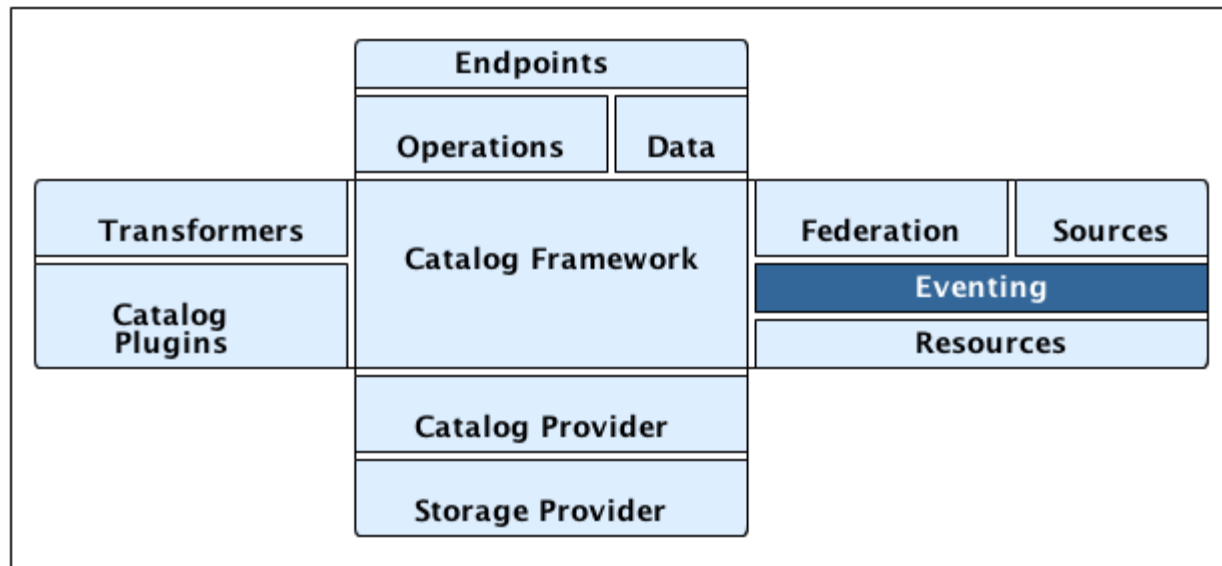 Endpoints
Operations
Data
Transformers
Catalog Framework
Federation
Sources
Eventing
Catalog
Plugins
Resources
Catalog Provider
Storage Provider